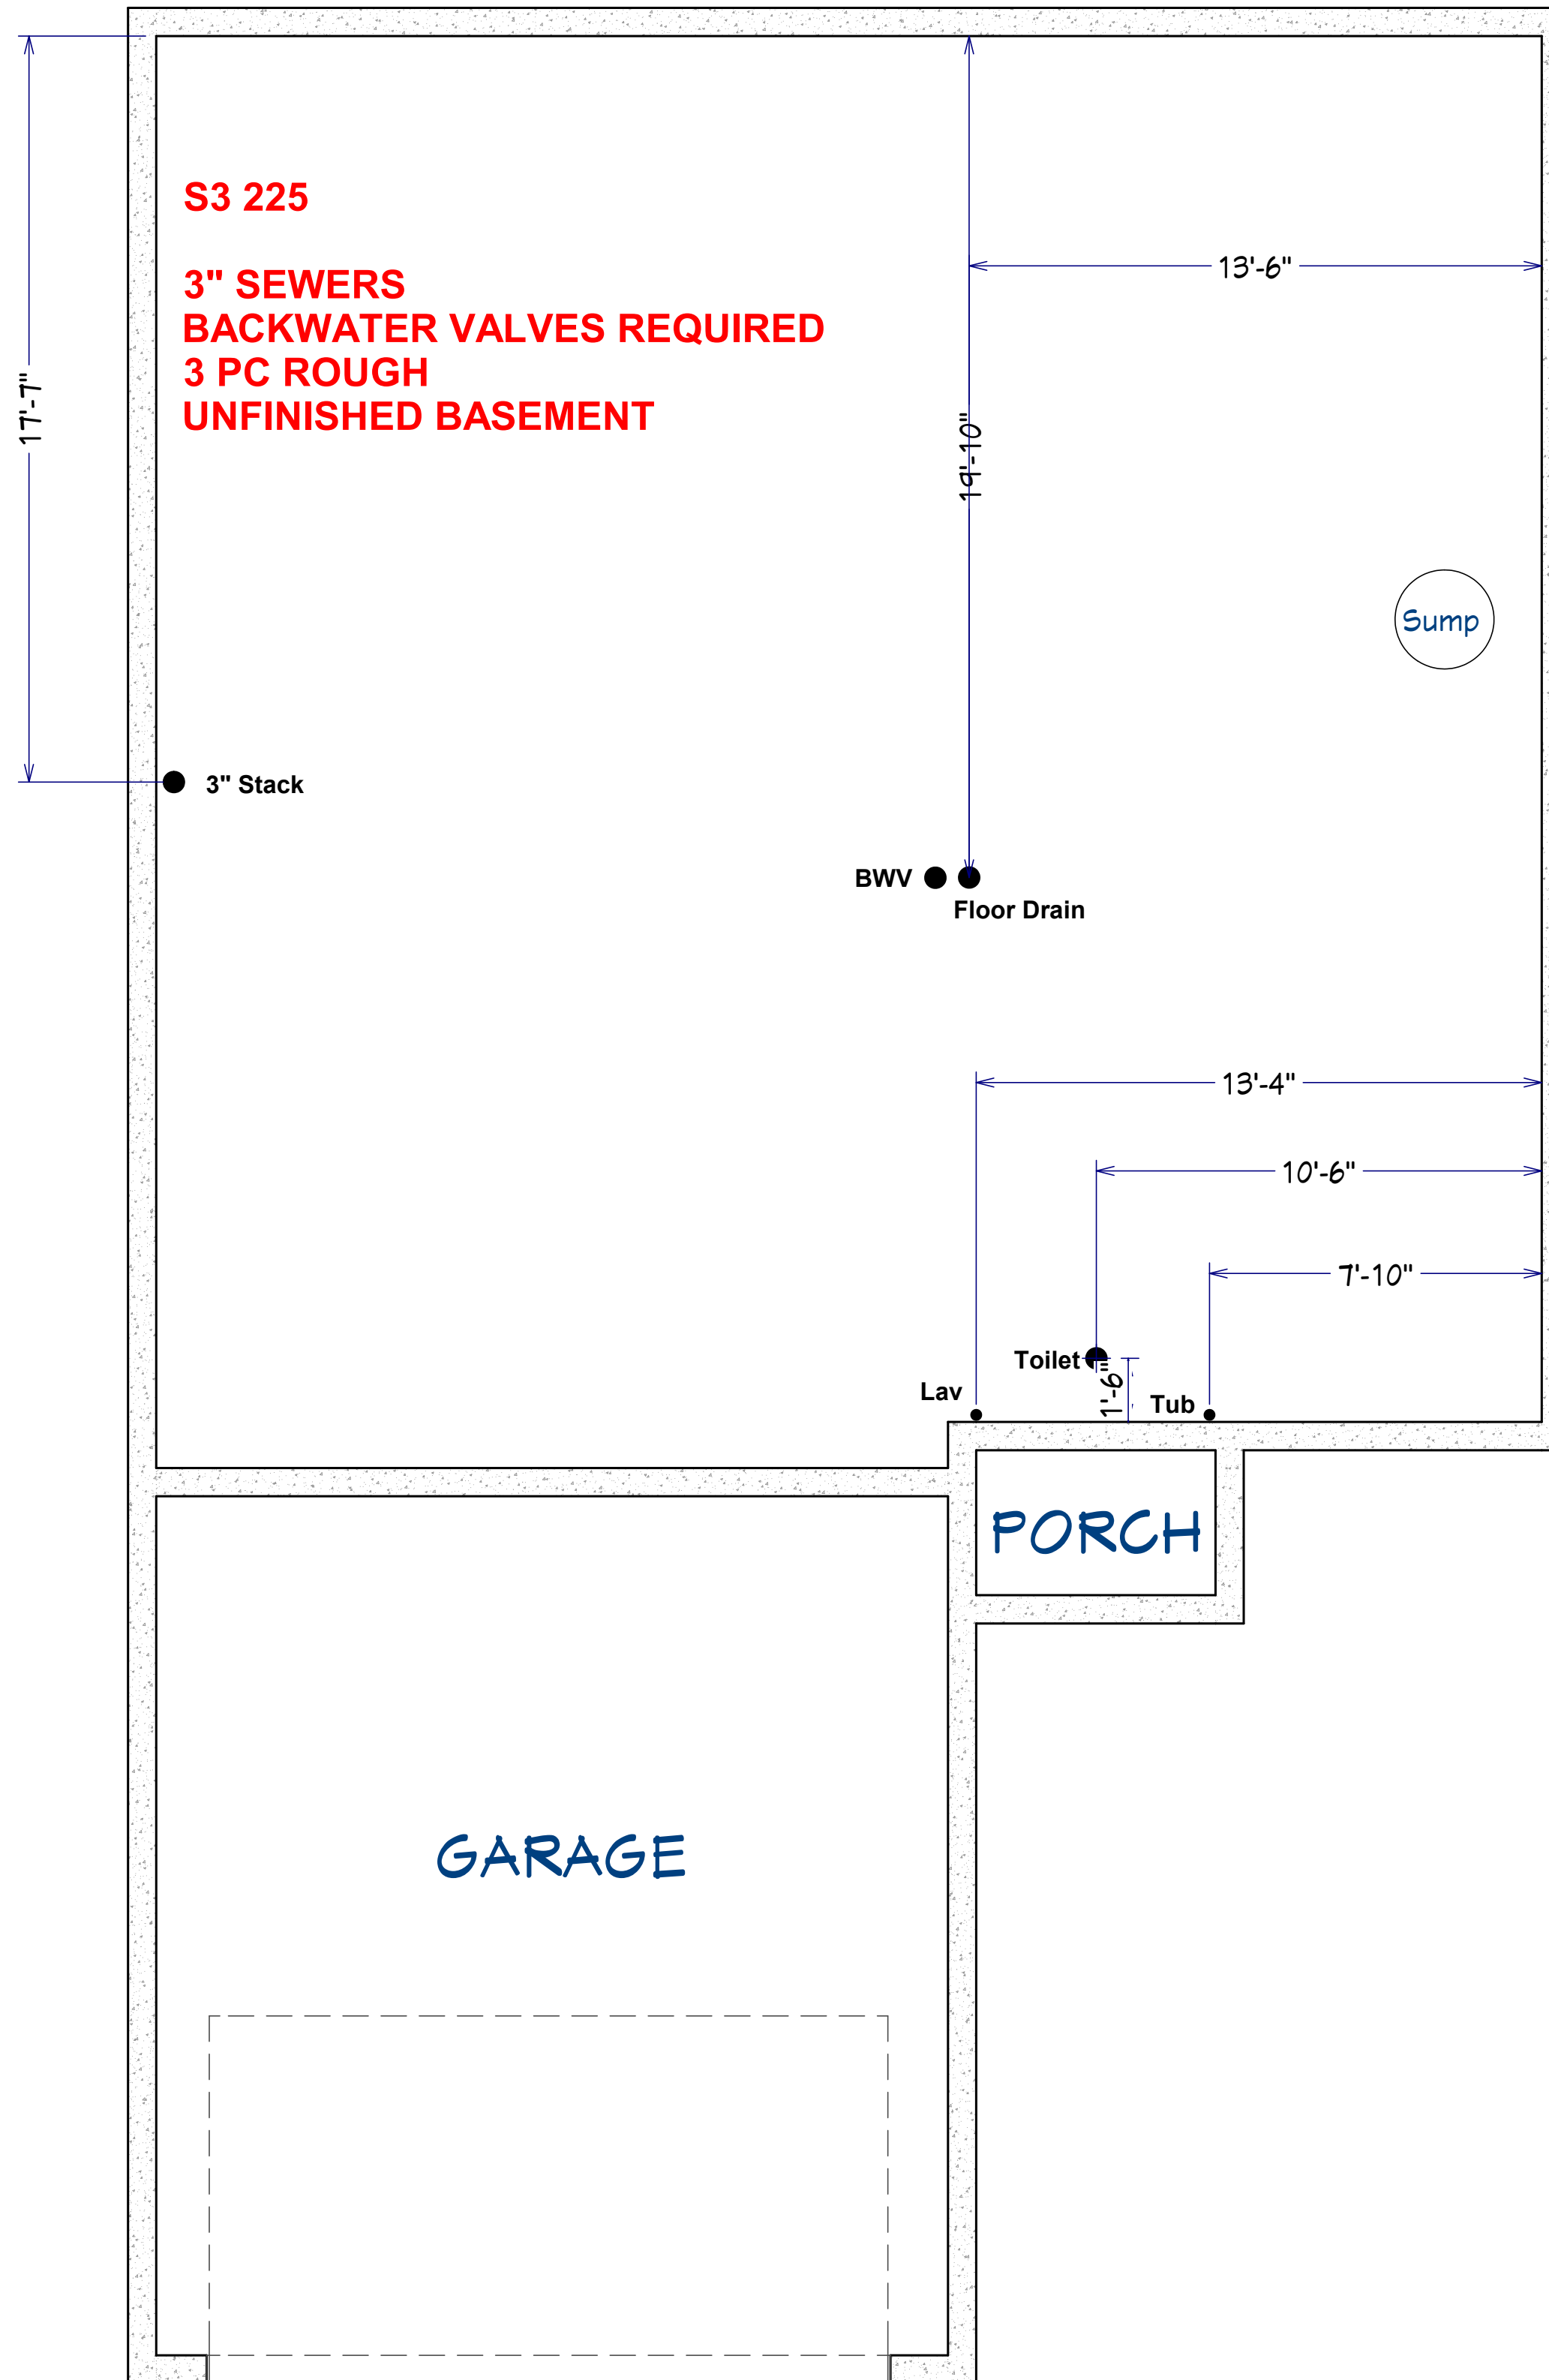 S3 225
3" SEWERS
BACKWATER VALVES REQUIRED
3 PC ROUGH
UNFINISHED BASEMENT
13'-6"
17'-7"
19'-10"
Sump
3" Stack
BWV
Floor Drain
13'-4"
10'-6"
7'-10"
Toilet
1'-6"
Lav
Tub
PORCH
GARAGE